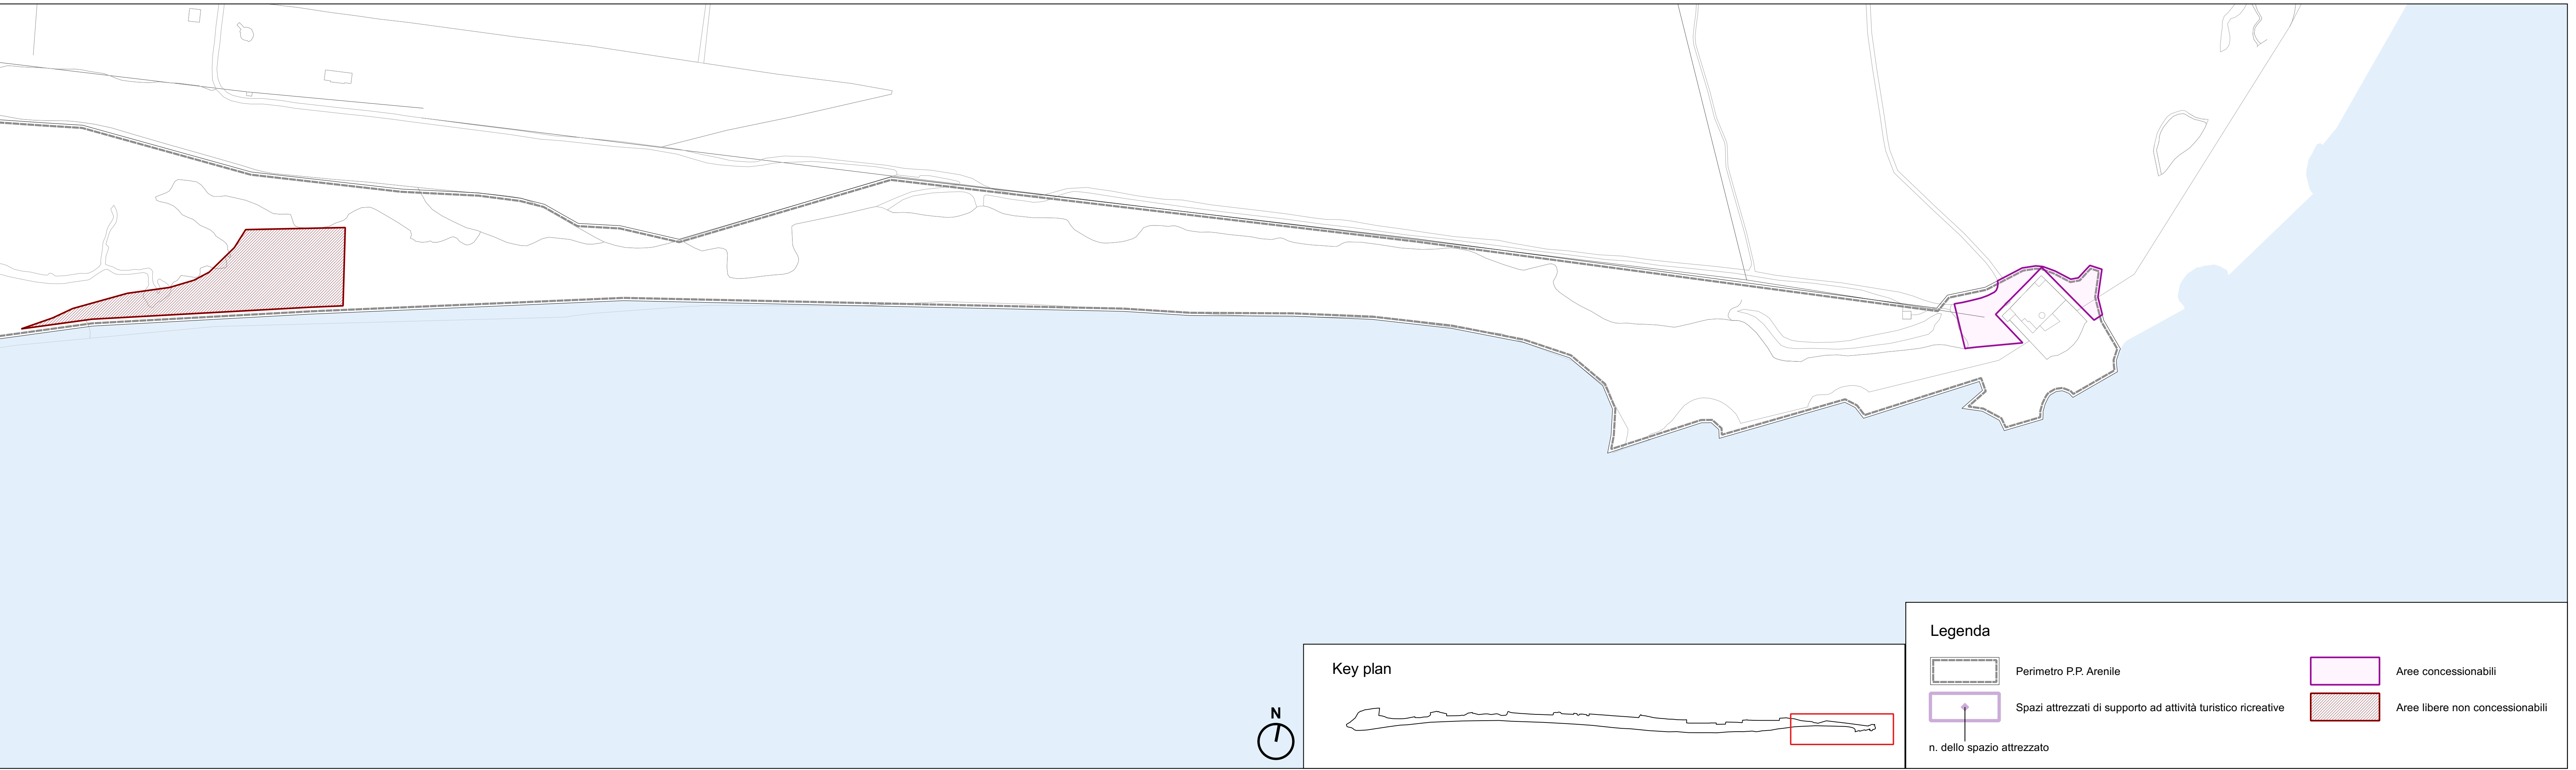 N
Key plan
Legenda
Perimetro P.P. Arenile
Spazi attrezzati di supporto ad attività turistico ricreative
n. dello spazio attrezzato
Aree concessionabili
Aree libere non concessionabili